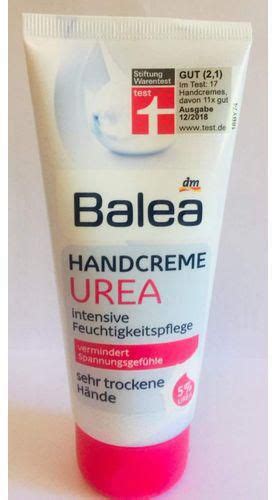 Stiftung
Warentest
test
GUT (2,1)
Im Test: 17
Handcremes,
davon 11x gut
Ausgabe
12/2018
www.test.de
dm
Balea
HANDCREME
UREA
intensive
Feuchtigkeitspflege
vermindert
Spannungsgefühle
sehr trockene
Hände
5%
UREA